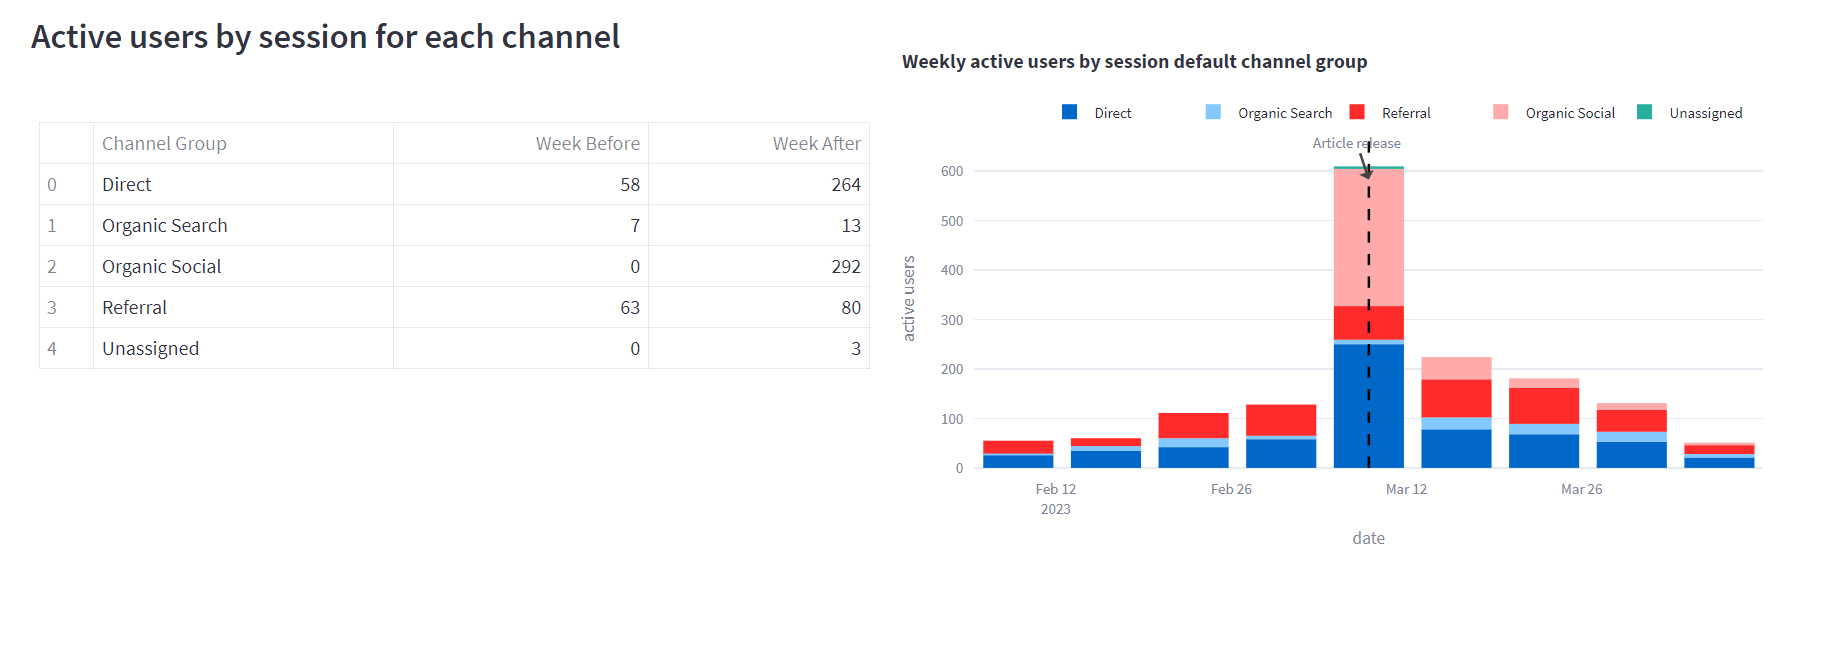 Active users by session for each channel
Channel Group Week Before Week After
0 Direct 58 264
1 Organic Search 7 13
2 Organic Social 0 292
3 Referral 63 80
4 Unassigned 0 3
Weekly active users by session default channel group
Direct Organic Search Referral Organic Social Unassigned
Article release
600
500
400
300
200
100
0
active users
Feb 12 Feb 26 Mar 12 Mar 26
2023
date